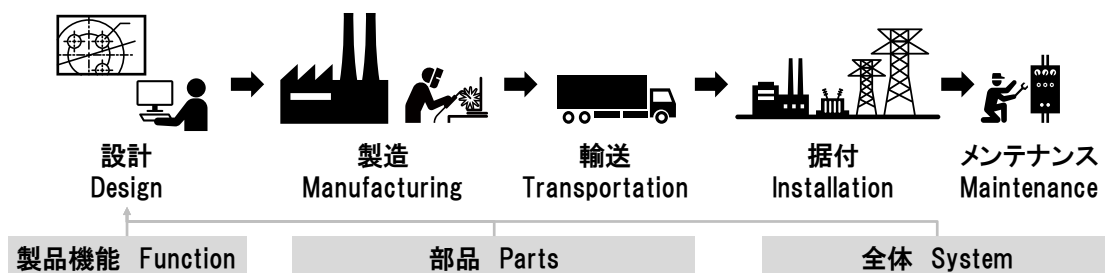 設計
Design
製造
Manufacturing
輸送
Transportation
据付
Installation
メンテナンス
Maintenance
製品機能 Function
部品 Parts
全体 System